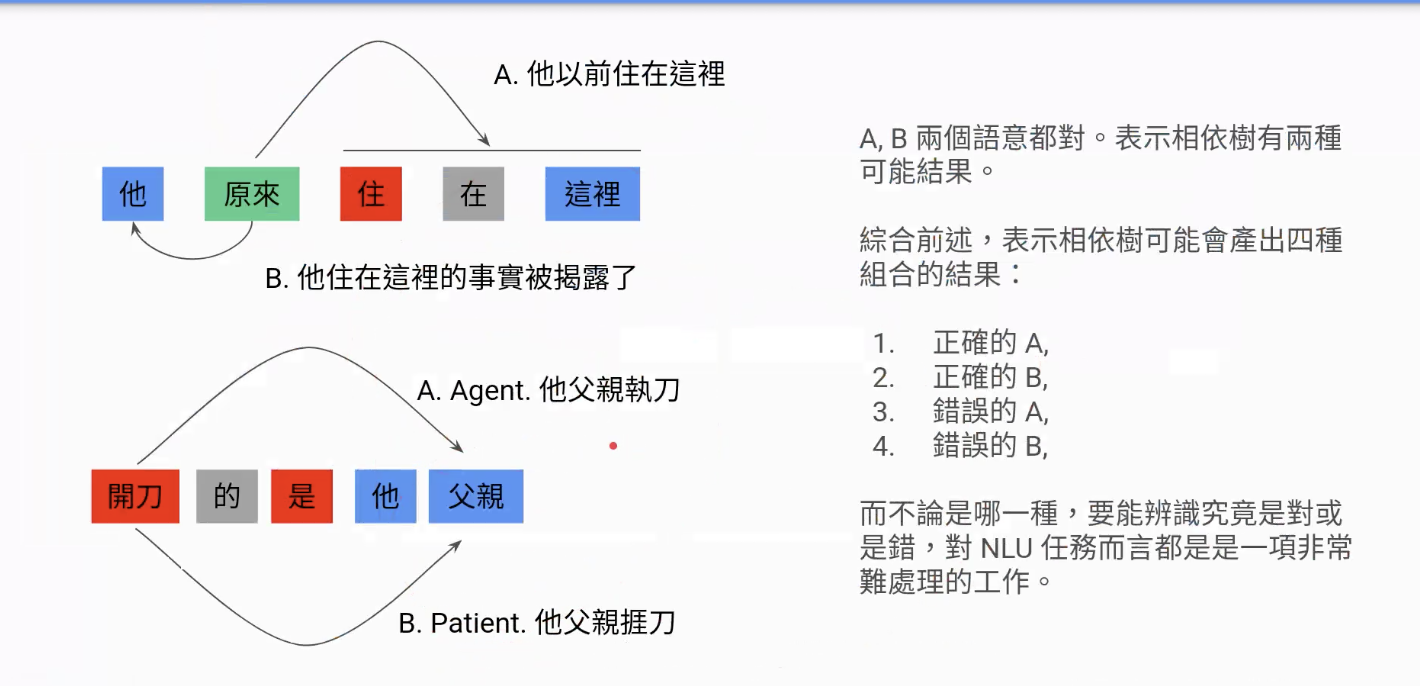 A. 他以前住在這裡
他 原來 住 在 這裡
B. 他住在這裡的事實被揭露了
A. Agent. 他父親執刀
開刀 的 是 他 父親
B. Patient. 他父親捱刀
A, B 兩個語意都對。表示相依樹有兩種
可能結果。
綜合前述，表示相依樹可能會產出四種
組合的結果：
1. 正確的 A,
2. 正確的 B,
3. 錯誤的 A,
4. 錯誤的 B,
而不論是哪一種，要能辨識究竟是對或
是錯，對 NLU 任務而言都是是一項非常
難處理的工作。